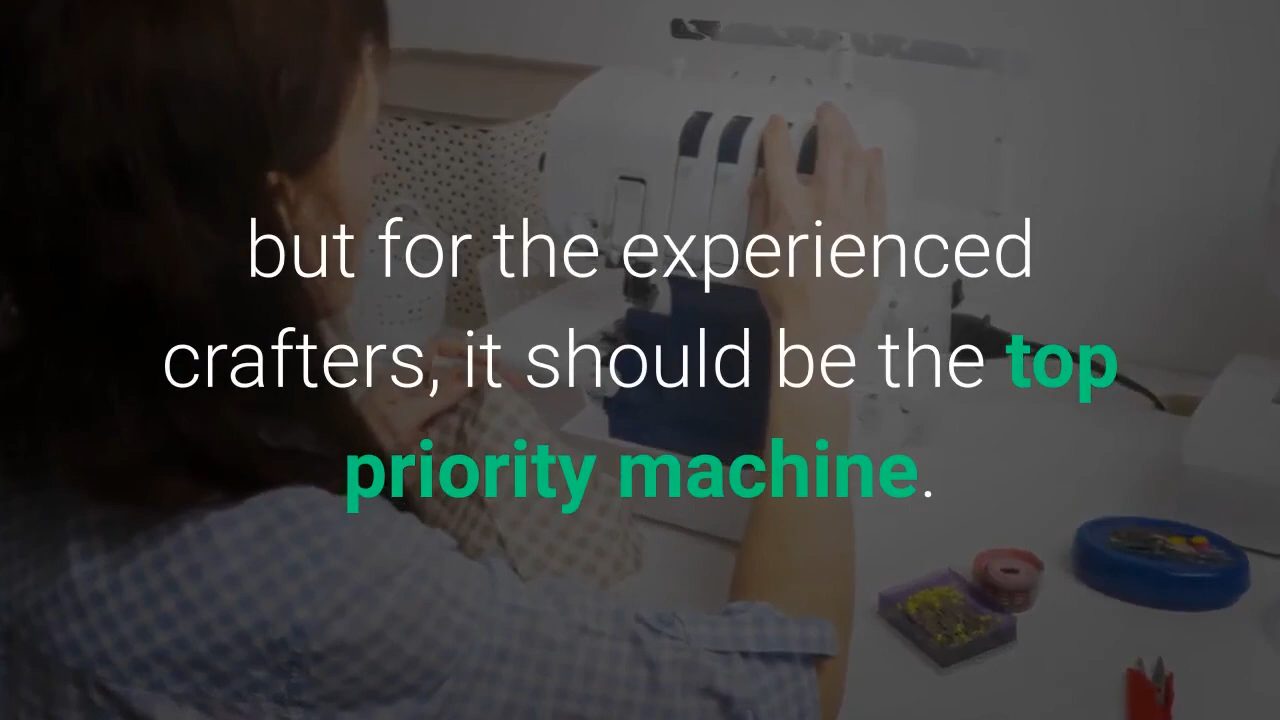 but for the experienced
crafters, it should be the top
priority machine.